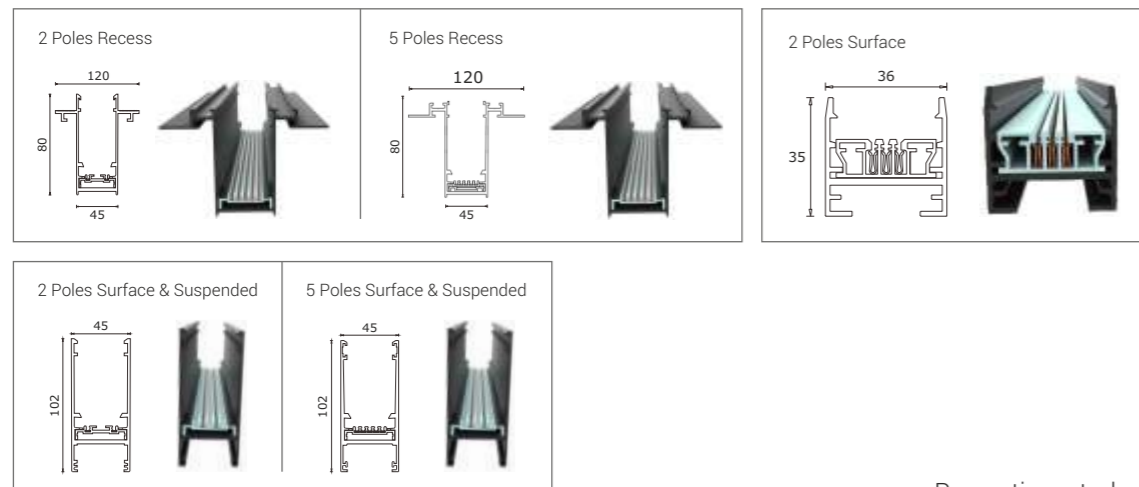 2 Poles Recess
120
80
45
5 Poles Recess
120
80
45
2 Poles Surface
36
35
2 Poles Surface & Suspended
45
102
5 Poles Surface & Suspended
45
102